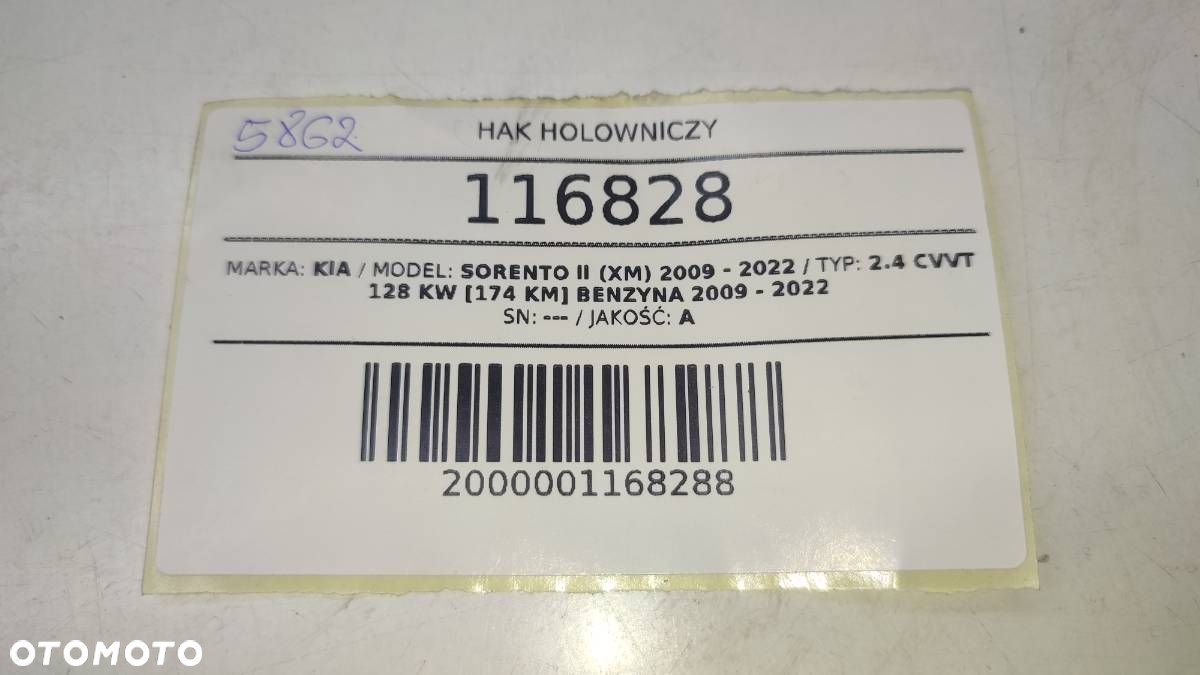 5862
HAK HOLOWNICZY
116828
MARKA: KIA / MODEL: SORENTO II (XM) 2009 - 2022 / TYP: 2.4 CVVT
128 KW [174 KM] BENZYNA 2009 - 2022
SN: --- / JAKOŚĆ: A
2000001168288
OTOMOTO